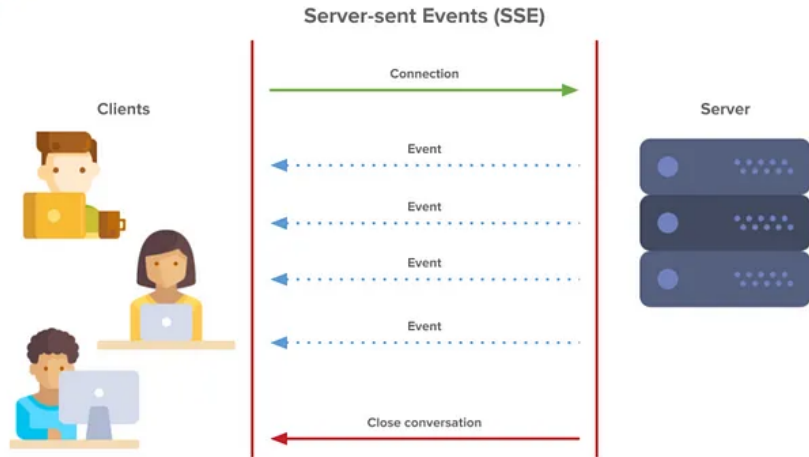 Server-sent Events (SSE)
Connection
Clients
Server
Event
Event
Event
Event
Close conversation